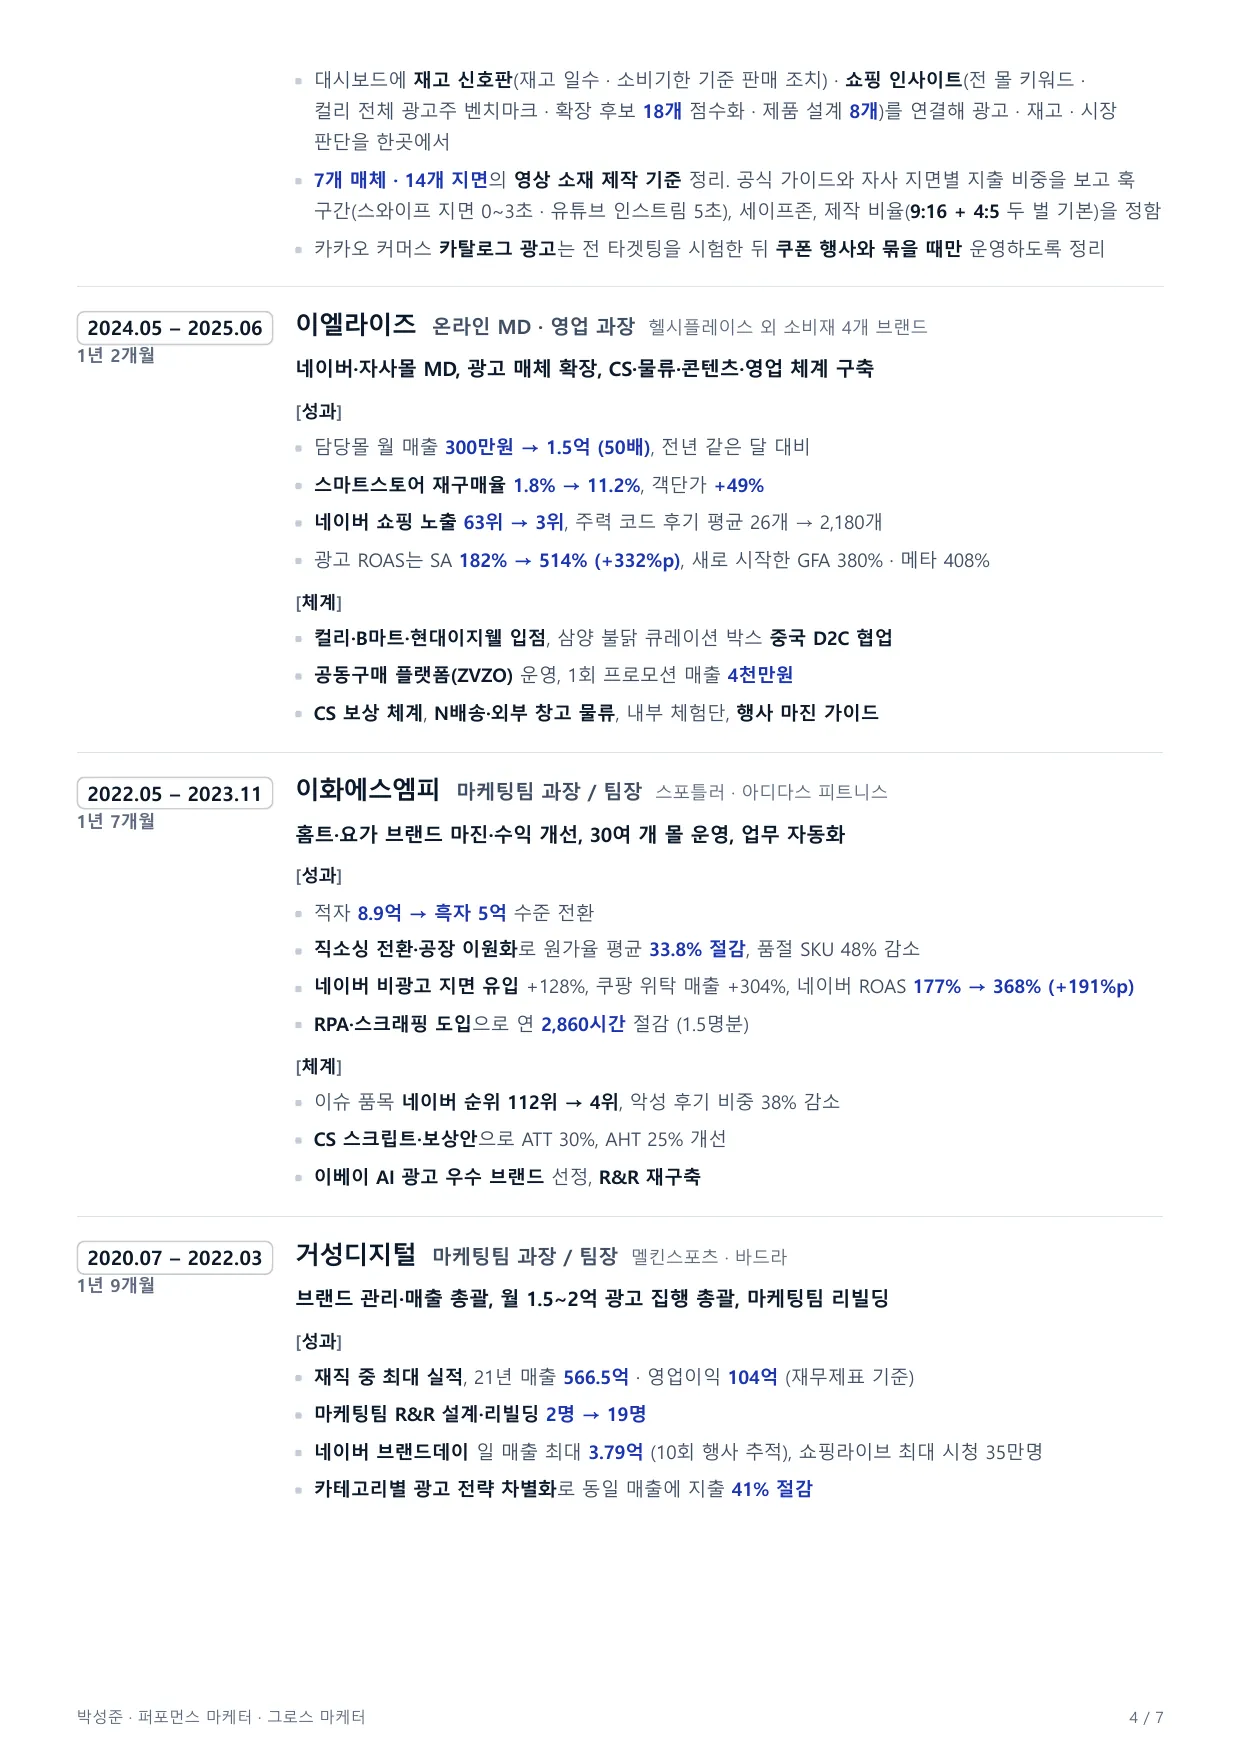 대시보드에 재고 신호판(재고 일수 · 소비기한 기준 판매 조치) · 쇼핑 인사이트(전 몰 키워드 ·
컬리 전체 광고주 벤치마크 · 확장 후보 18개 점수화 · 제품 설계 8개)를 연결해 광고 · 재고 · 시장
판단을 한곳에서
7개 매체 · 14개 지면의 영상 소재 제작 기준 정리. 공식 가이드와 자사 지면별 지출 비중을 보고 훅
구간(스와이프 지면 0~3초 · 유튜브 인스트림 5초), 세이프존, 제작 비율(9:16 + 4:5 두 벌 기본)을 정함
카카오 커머스 카탈로그 광고는 전 타겟팅을 시험한 뒤 쿠폰 행사와 묶을 때만 운영하도록 정리
2024.05 – 2025.06
1년 2개월
이엘라이즈 온라인 MD · 영업 과장 헬시플레이스 외 소비재 4개 브랜드
네이버·자사몰 MD, 광고 매체 확장, CS·물류·콘텐츠·영업 체계 구축
[성과]
담당몰 월 매출 300만원 → 1.5억 (50배), 전년 같은 달 대비
스마트스토어 재구매율 1.8% → 11.2%, 객단가 +49%
네이버 쇼핑 노출 63위 → 3위, 주력 코드 후기 평균 26개 → 2,180개
광고 ROAS는 SA 182% → 514% (+332%p), 새로 시작한 GFA 380% · 메타 408%
[체계]
컬리·B마트·현대이지웰 입점, 삼양 불닭 큐레이션 박스 중국 D2C 협업
공동구매 플랫폼(ZVZO) 운영, 1회 프로모션 매출 4천만원
CS 보상 체계, N배송·외부 창고 물류, 내부 체험단, 행사 마진 가이드
2022.05 – 2023.11
1년 7개월
이화에스엠피 마케팅팀 과장 / 팀장 스포틀러 · 아디다스 피트니스
홈트·요가 브랜드 마진·수익 개선, 30여 개 몰 운영, 업무 자동화
[성과]
적자 8.9억 → 흑자 5억 수준 전환
직소싱 전환·공장 이원화로 원가율 평균 33.8% 절감, 품절 SKU 48% 감소
네이버 비광고 지면 유입 +128%, 쿠팡 위탁 매출 +304%, 네이버 ROAS 177% → 368% (+191%p)
RPA·스크래핑 도입으로 연 2,860시간 절감 (1.5명분)
[체계]
이슈 품목 네이버 순위 112위 → 4위, 악성 후기 비중 38% 감소
CS 스크립트·보상안으로 ATT 30%, AHT 25% 개선
이베이 AI 광고 우수 브랜드 선정, R&R 재구축
2020.07 – 2022.03
1년 9개월
거성디지털 마케팅팀 과장 / 팀장 멜킨스포츠 · 바드라
브랜드 관리·매출 총괄, 월 1.5~2억 광고 집행 총괄, 마케팅팀 리빌딩
[성과]
재직 중 최대 실적, 21년 매출 566.5억 · 영업이익 104억 (재무제표 기준)
마케팅팀 R&R 설계·리빌딩 2명 → 19명
네이버 브랜드데이 일 매출 최대 3.79억 (10회 행사 추적), 쇼핑라이브 최대 시청 35만명
카테고리별 광고 전략 차별화로 동일 매출에 지출 41% 절감
박성준 · 퍼포먼스 마케터 · 그로스 마케터
4 / 7